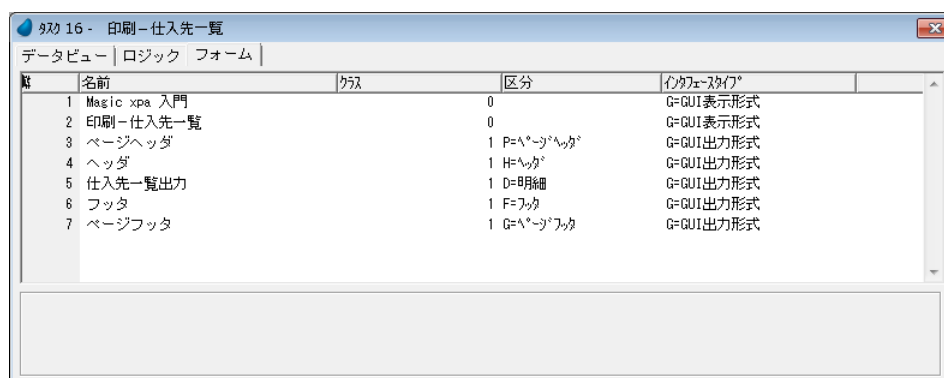 ﾀｽｸ 16 - 印刷－仕入先一覧
データビュー ロジック フォーム
# 名前 ｸﾗｽ 区分 ｲﾝﾀﾌｪｰｽﾀｲﾌﾟ
1 Magic xpa 入門 0 G=GUI表示形式
2 印刷－仕入先一覧 0 G=GUI表示形式
3 ページヘッダ 1 P=ﾍﾟｰｼﾞﾍｯﾀﾞ G=GUI出力形式
4 ヘッダ 1 H=ﾍｯﾀﾞ G=GUI出力形式
5 仕入先一覧出力 1 D=明細 G=GUI出力形式
6 フッタ 1 F=ﾌｯﾀ G=GUI出力形式
7 ページフッタ 1 G=ﾍﾟｰｼﾞﾌｯﾀ G=GUI出力形式